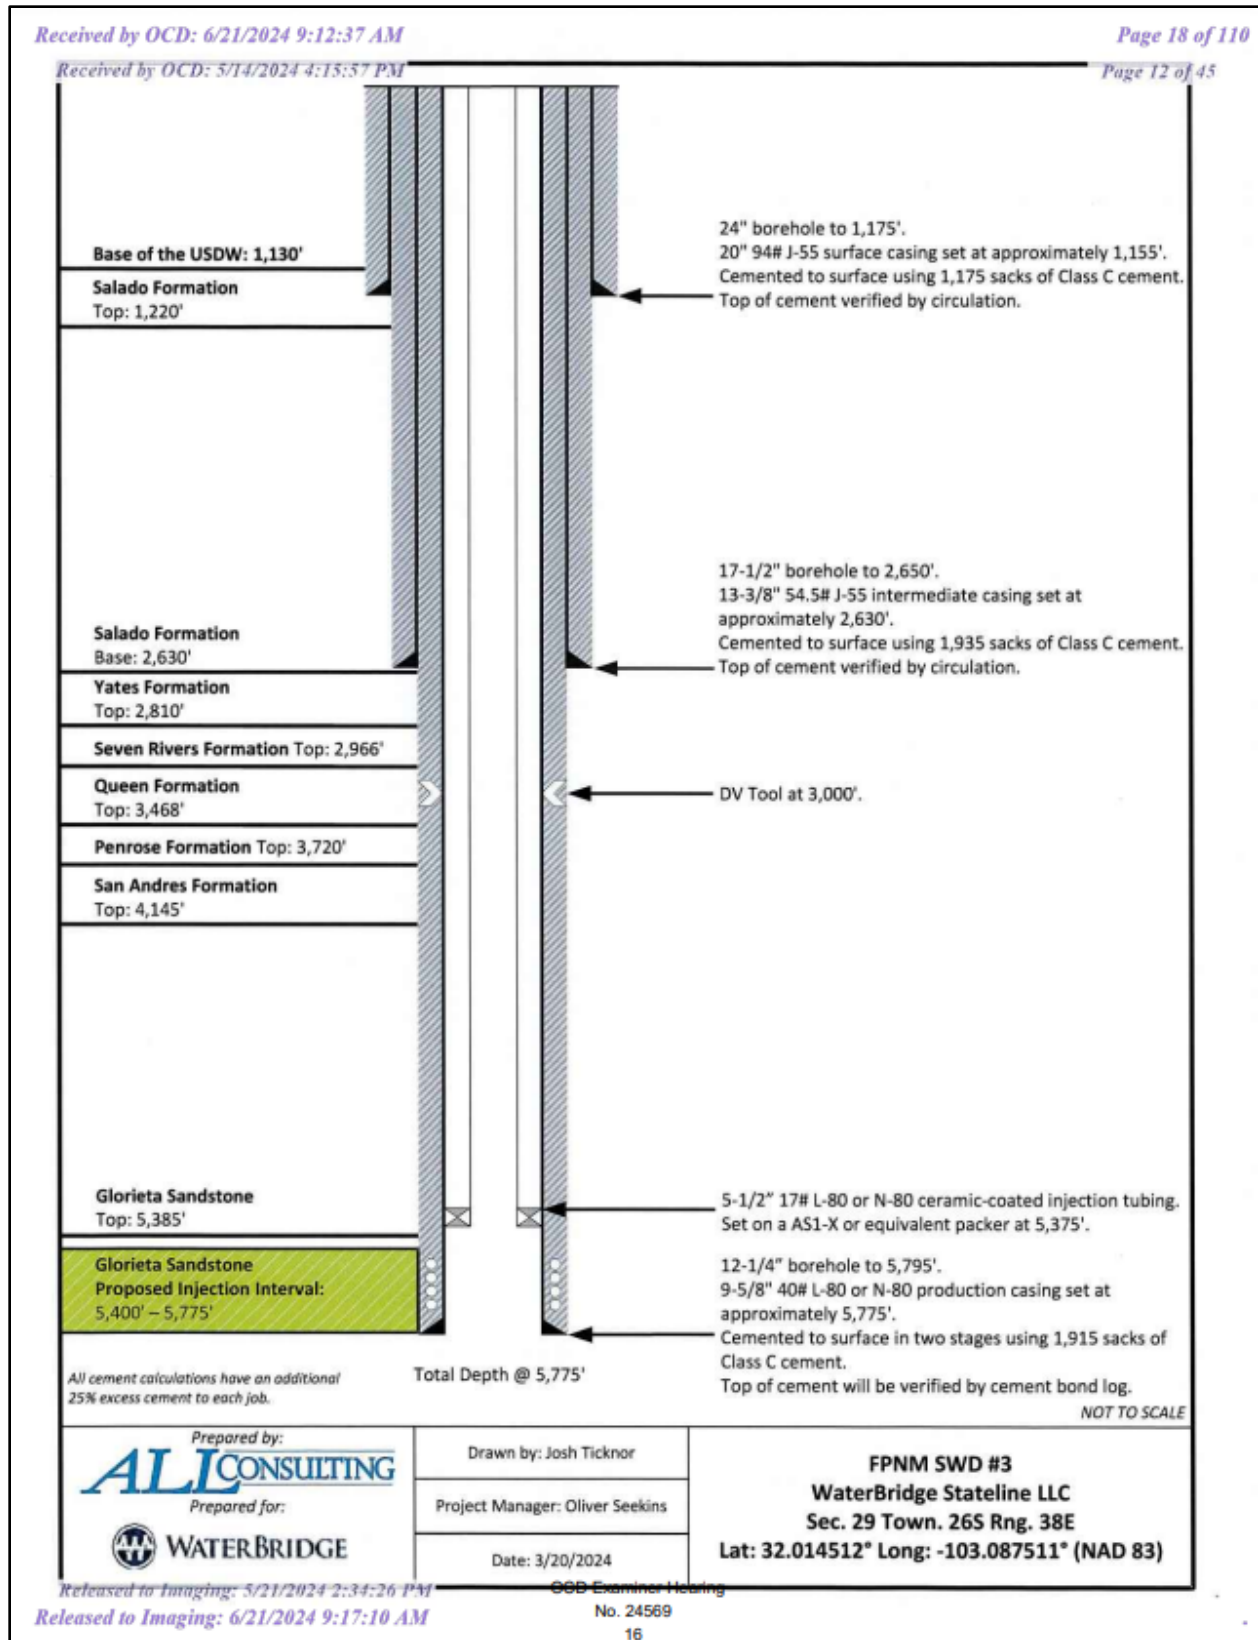 Received by OCD: 6/21/2024 9:12:37 AM
Page 18 of 110
Received by OCD: 5/14/2024 4:15:57 PM
Page 12 of 45
24" borehole to 1,175'.
20" 94# J-55 surface casing set at approximately 1,155'.
Cemented to surface using 1,175 sacks of Class C cement.
Top of cement verified by circulation.
Base of the USDW: 1,130'
Salado Formation
Top: 1,220'
17-1/2" borehole to 2,650'.
13-3/8" 54.5# J-55 intermediate casing set at
approximately 2,630'.
Cemented to surface using 1,935 sacks of Class C cement.
Top of cement verified by circulation.
Salado Formation
Base: 2,630'
Yates Formation
Top: 2,810'
Seven Rivers Formation Top: 2,966'
Queen Formation
Top: 3,468'
DV Tool at 3,000'.
Penrose Formation Top: 3,720'
San Andres Formation
Top: 4,145'
Glorieta Sandstone
Top: 5,385'
5-1/2" 17# L-80 or N-80 ceramic-coated injection tubing.
Set on a AS1-X or equivalent packer at 5,375'.
Glorieta Sandstone
Proposed Injection Interval:
5,400' – 5,775'
12-1/4" borehole to 5,795'.
9-5/8" 40# L-80 or N-80 production casing set at
approximately 5,775'.
Cemented to surface in two stages using 1,915 sacks of
Class C cement.
Top of cement will be verified by cement bond log.
Total Depth @ 5,775'
All cement calculations have an additional
25% excess cement to each job.
NOT TO SCALE
Prepared by:
ALL CONSULTING
Prepared for:
WATERBRIDGE
Drawn by: Josh Ticknor
Project Manager: Oliver Seekins
Date: 3/20/2024
FPNM SWD #3
WaterBridge Stateline LLC
Sec. 29 Town. 26S Rng. 38E
Lat: 32.014512° Long: -103.087511° (NAD 83)
Released to Imaging: 5/21/2024 2:34:26 PM
OCD Examiner Hearing
Released to Imaging: 6/21/2024 9:17:10 AM
No. 24569
16